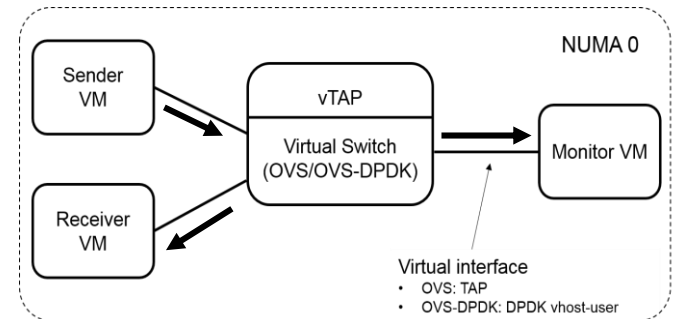 NUMA 0
Sender
VM
vTAP
Virtual Switch
(OVS/OVS-DPDK)
Monitor VM
Receiver
VM
Virtual interface
• OVS: TAP
• OVS-DPDK: DPDK vhost-user